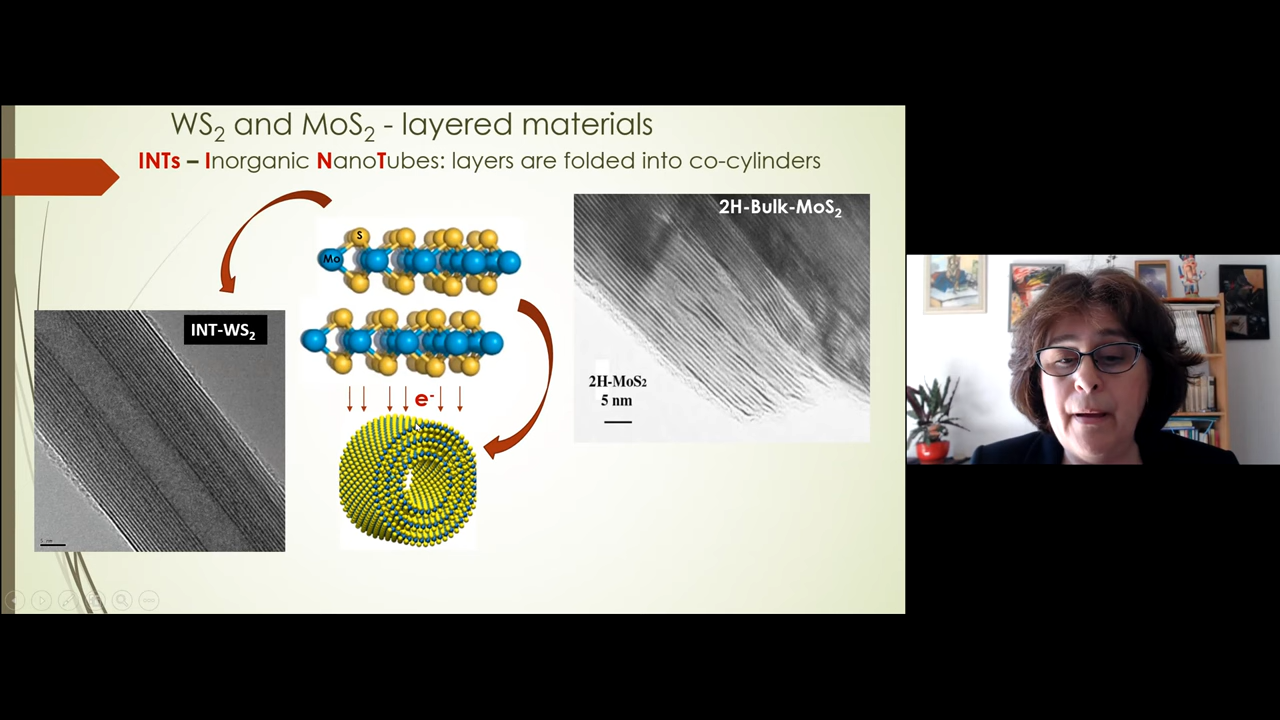 WS2 and MoS2 - layered materials
INTs – Inorganic NanoTubes: layers are folded into co-cylinders
2H-Bulk-MoS2
S
Mo
INT-WS2
2H-MoS2
5 nm
e-